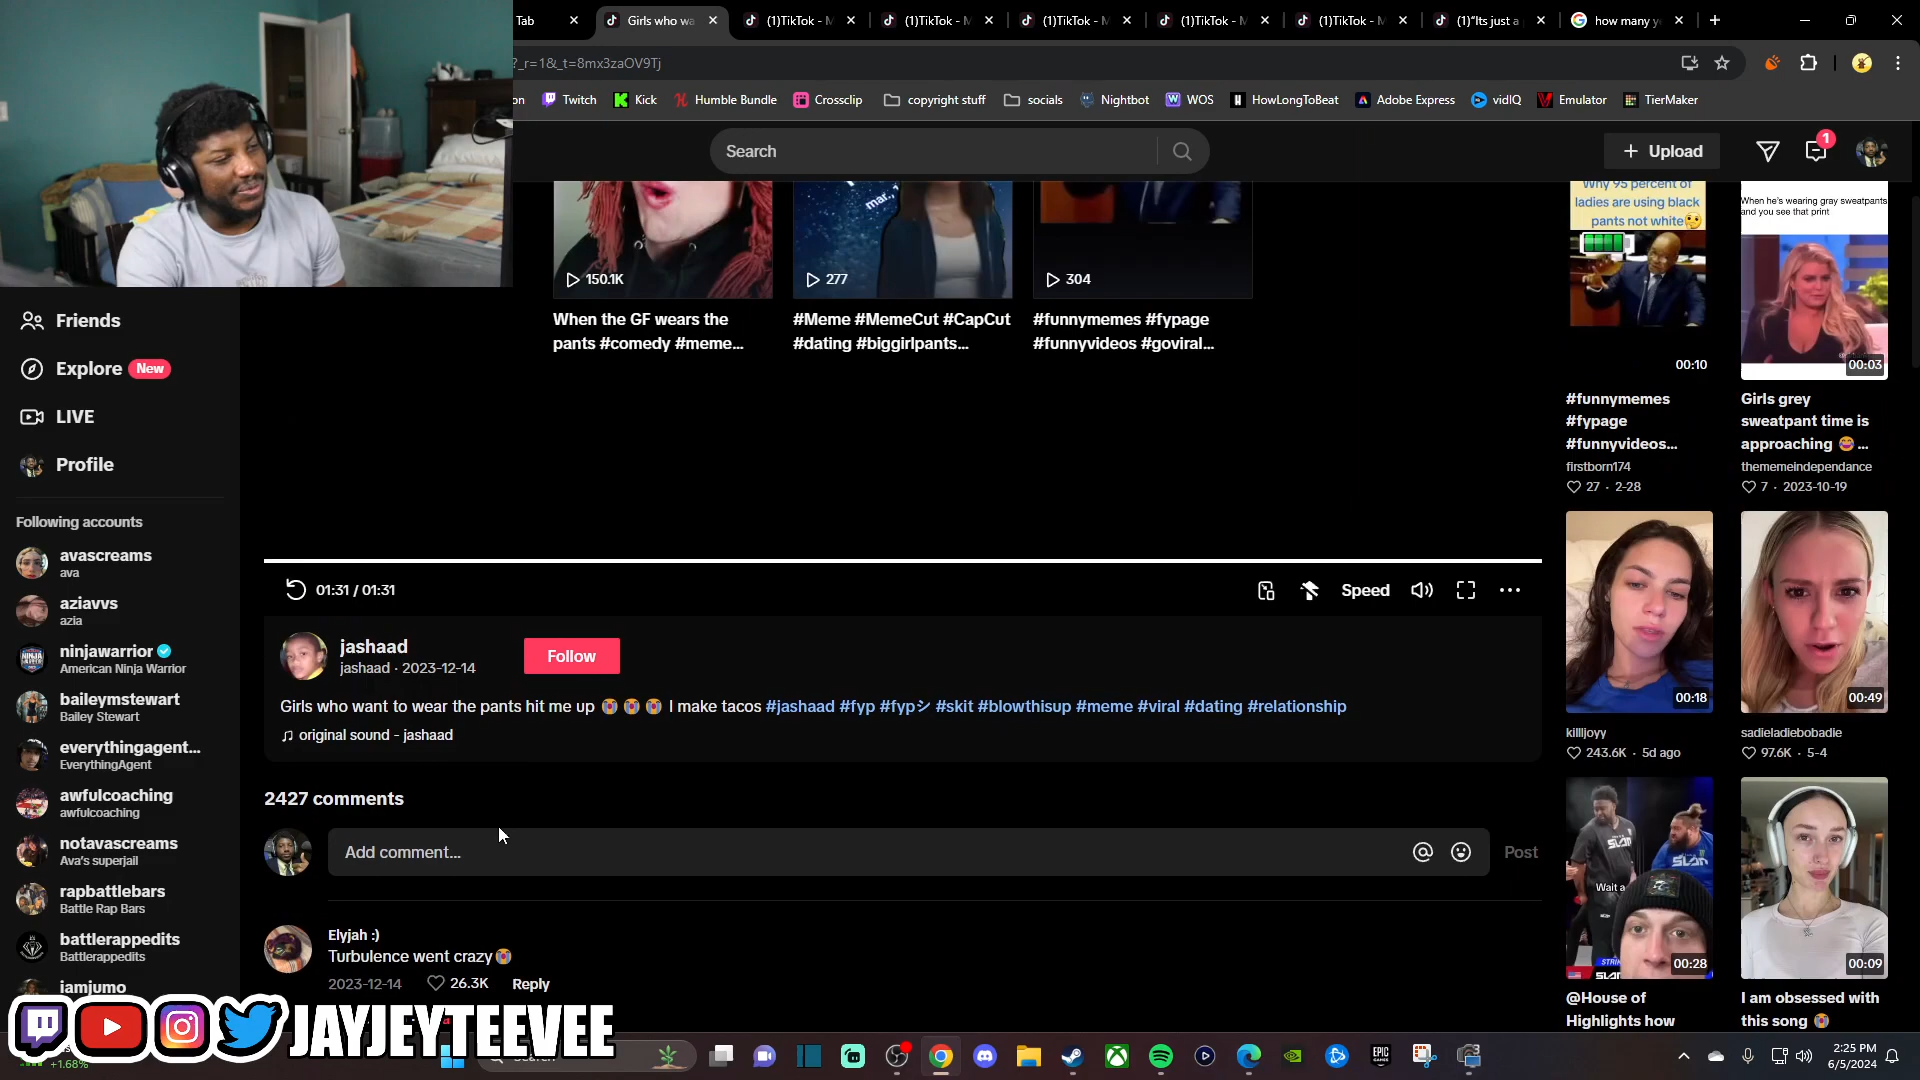 Tab
Girls who wa
(1)TikTok - M
(1)TikTok - M
(1)TikTok - M
(1)TikTok - M
(1)TikTok - M
(1)"Its just a
how many y
?_r=1&_t=8mx3zaOV9Tj
on
Twitch
Kick
Humble Bundle
Crossclip
copyright stuff
socials
Nightbot
WOS
HowLongToBeat
Adobe Express
vidIQ
Emulator
TierMaker
Search
Upload
1
Friends
Explore New
LIVE
Profile
Following accounts
avascreams
ava
aziavvs
azia
ninjawarrior
American Ninja Warrior
baileymstewart
Bailey Stewart
everythingagent...
EverythingAgent
awfulcoaching
awfulcoaching
notavascreams
Ava's superjail
rapbattlebars
Battle Rap Bars
battlerappedits
Battlerappedits
iamjumo
mar,,
150.1K
277
304
When the GF wears the
pants #comedy #meme...
#Meme #MemeCut #CapCut
#dating #biggirlpants...
#funnymemes #fypage
#funnyvideos #goviral...
01:31 / 01:31
Speed
jashaad
jashaad · 2023-12-14
Follow
Girls who want to wear the pants hit me up 😭 😭 😭 I make tacos #jashaad #fyp #fypシ #skit #blowthisup #meme #viral #dating #relationship
♫ original sound - jashaad
2427 comments
Add comment...
Post
Elyjah :)
Turbulence went crazy😭
2023-12-14
26.3K
Reply
Why 95 percent of
ladies are using black
pants not white🤔
00:10
#funnymemes
#fypage
#funnyvideos...
firstborn174
27 · 2-28
When he's wearing gray sweatpants
and you see that print
00:03
Girls grey
sweatpant time is
approaching 😂 ...
thememeindependance
7 · 2023-10-19
00:18
killljoyy
243.6K · 5d ago
00:49
sadieladiebobadie
97.6K · 5-4
SLAM
Wait a
00:28
@House of
Highlights how
00:09
I am obsessed with
this song 😭
JAYJEYTEEVEE
+1.68%
Search
EPIC
GAMES
2:25 PM
6/5/2024